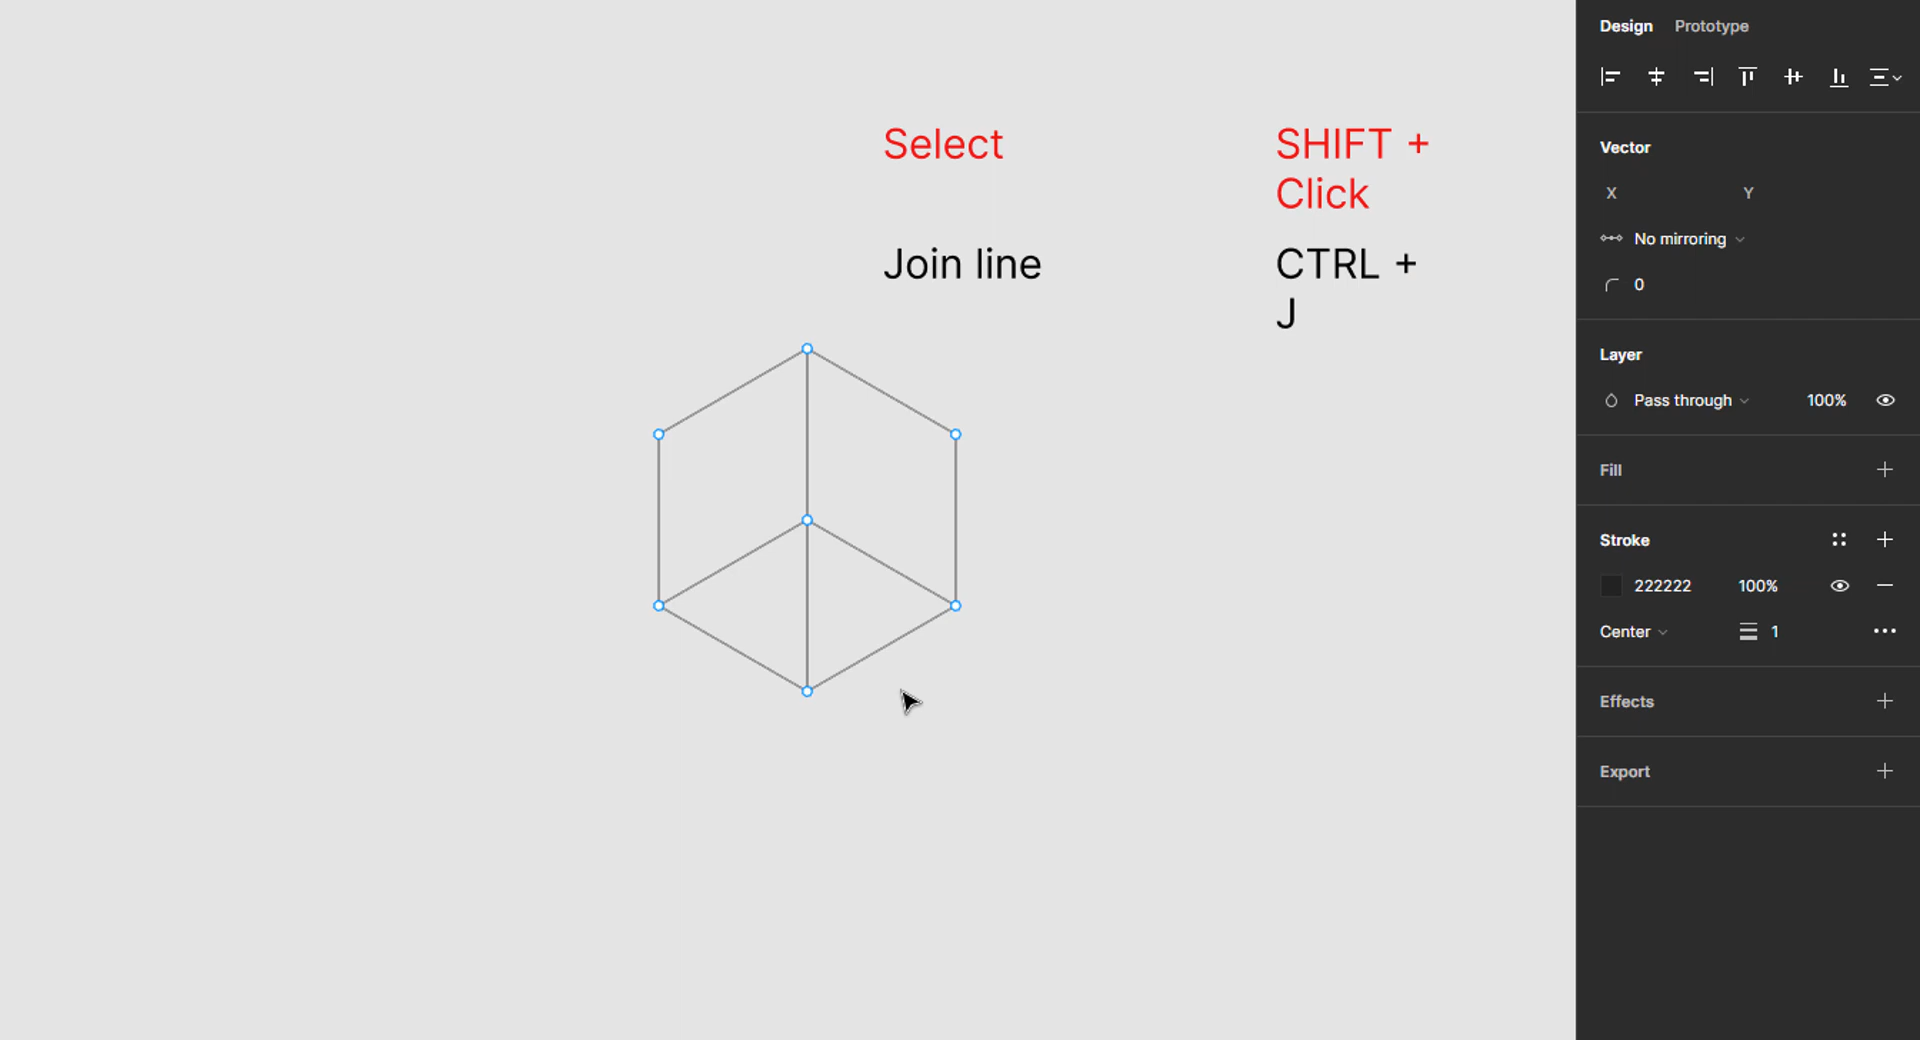 Select
SHIFT +
Click
Join line
CTRL +
J
Design Prototype
Vector
X Y
No mirroring
0
Layer
Pass through 100%
Fill
Stroke
222222 100%
Center 1
Effects
Export